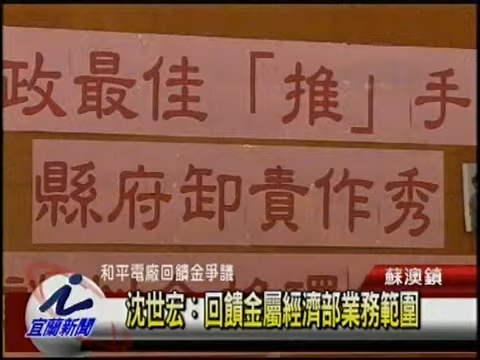 政最佳「推」手
縣府卸責作秀
和平電廠回饋金爭議
蘇澳鎮
沈世宏：回饋金屬經濟部業務範圍
宜蘭新聞